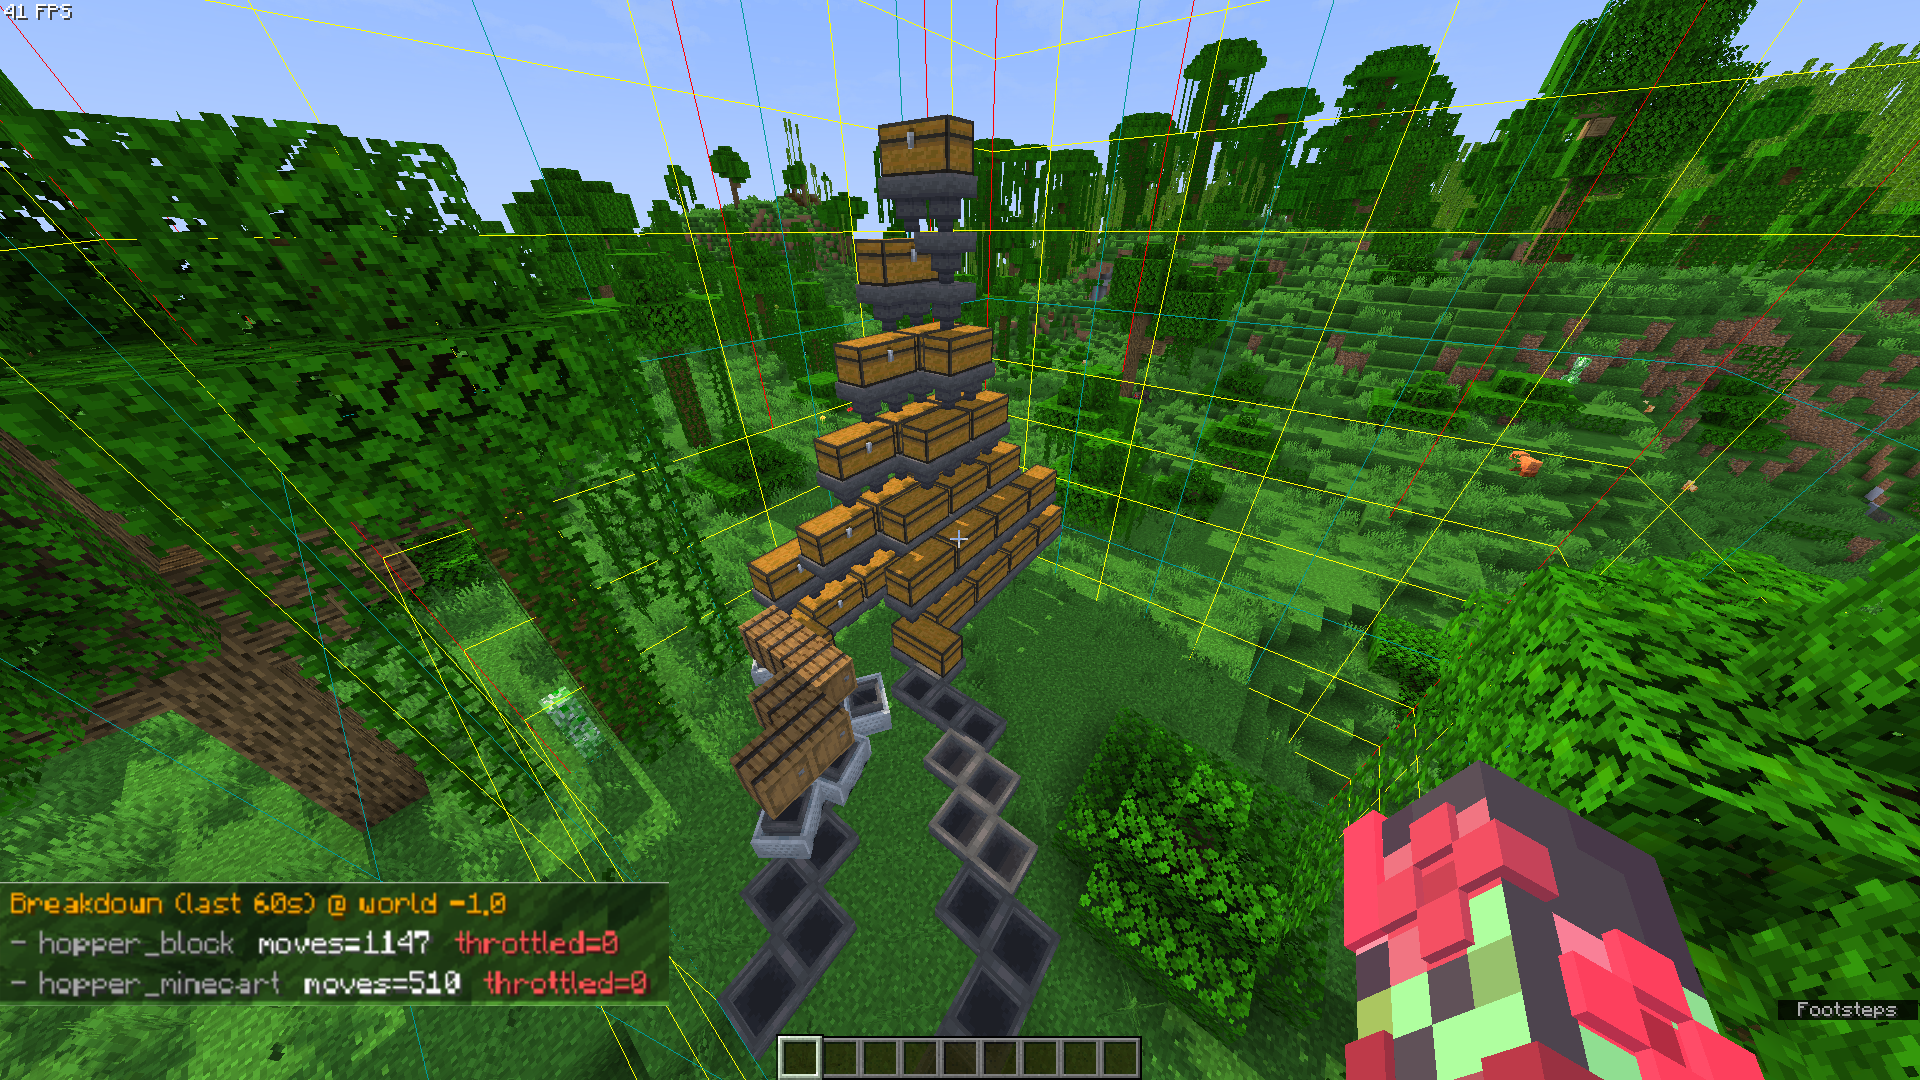 41 FPS
Breakdown (last 60s) @ world -1,0
- hopper_block moves=1147 throttled=0
- hopper_minecart moves=510 throttled=0
Footsteps